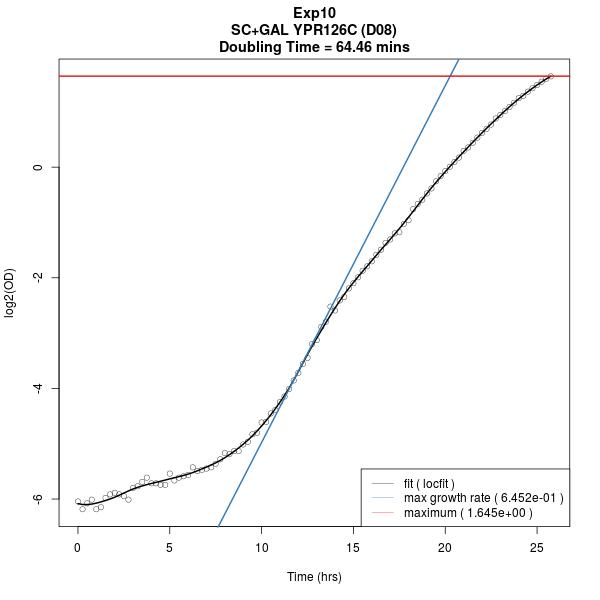 Exp10
SC+GAL YPR126C (D08)
Doubling Time = 64.46 mins
log2(OD)
0
-2
-4
-6
fit ( locfit )
max growth rate ( 6.452e-01 )
maximum ( 1.645e+00 )
0 5 10 15 20 25
Time (hrs)